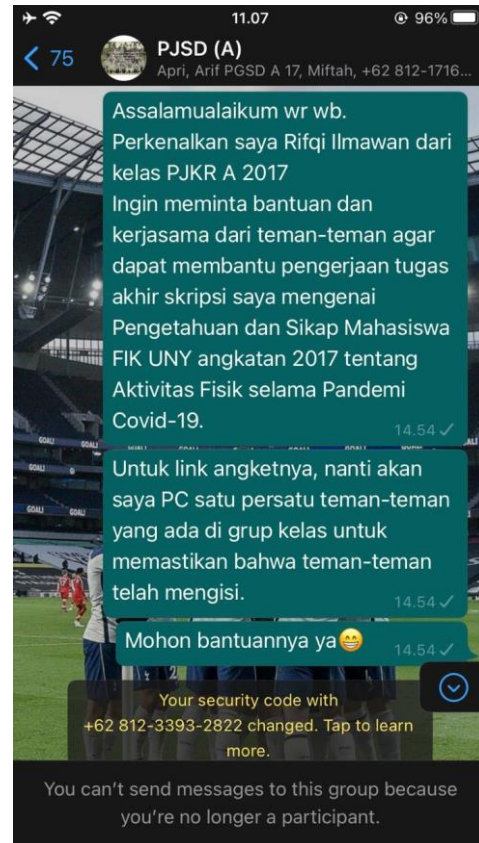 11.07
96%
75
PJSD (A)
Apri, Arif PGSD A 17, Miftah, +62 812-1716...
Assalamualaikum wr wb.
Perkenalkan saya Rifqi Ilmawan dari
kelas PJKR A 2017
Ingin meminta bantuan dan
kerjasama dari teman-teman agar
dapat membantu pengerjaan tugas
akhir skripsi saya mengenai
Pengetahuan dan Sikap Mahasiswa
FIK UNY angkatan 2017 tentang
Aktivitas Fisik selama Pandemi
Covid-19.
14.54
Untuk link angketnya, nanti akan
saya PC satu persatu teman-teman
yang ada di grup kelas untuk
memastikan bahwa teman-teman
telah mengisi.
14.54
Mohon bantuannya ya😁
14.54
Your security code with
+62 812-3393-2822 changed. Tap to learn
more.
You can't send messages to this group because
you're no longer a participant.